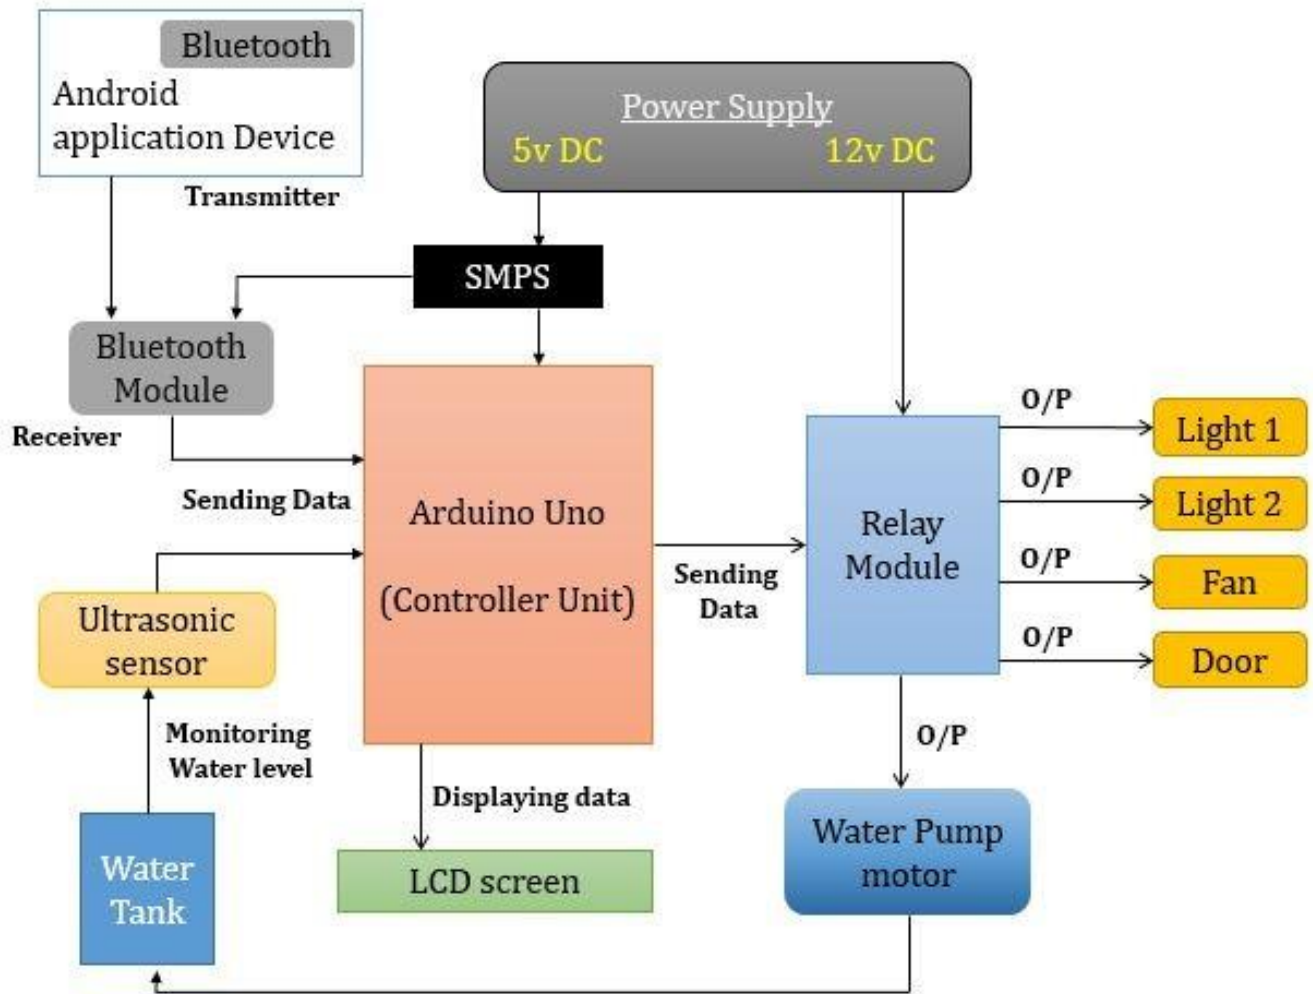 Bluetooth
Android
application Device
Transmitter
Power Supply
5v DC 12v DC
SMPS
Bluetooth
Module
Receiver
Sending Data
Arduino Uno
(Controller Unit)
Sending
Data
Relay
Module
O/P
Light 1
O/P
Light 2
O/P
Fan
O/P
Door
Ultrasonic
sensor
Monitoring
Water level
Water
Tank
Displaying data
LCD screen
O/P
Water Pump
motor